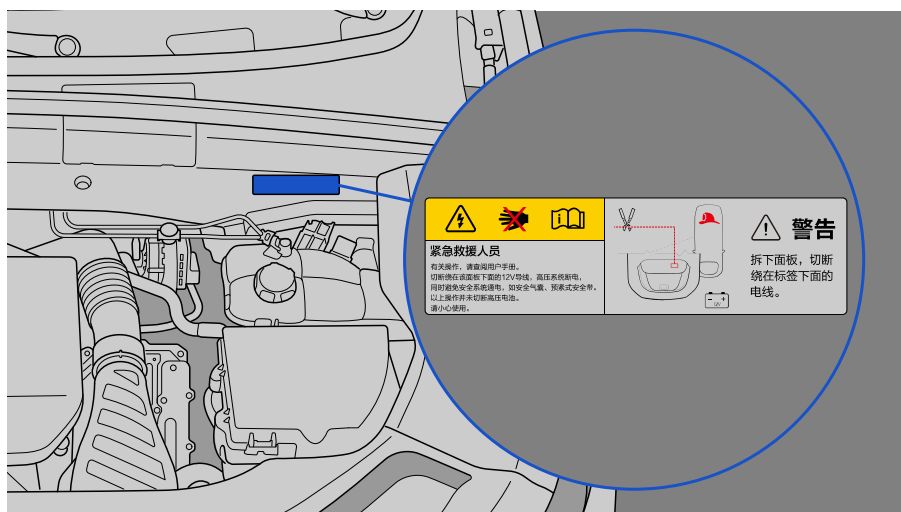 紧急救援人员
有关操作，请查阅用户手册。
切断绕在该面板下面的12V导线，高压系统断电，
同时避免安全系统通电，如安全气囊、预紧式安全带。
以上操作并未切断高压电池。
请小心使用。
警告
拆下面板，切断
绕在标签下面的
电线。
12V